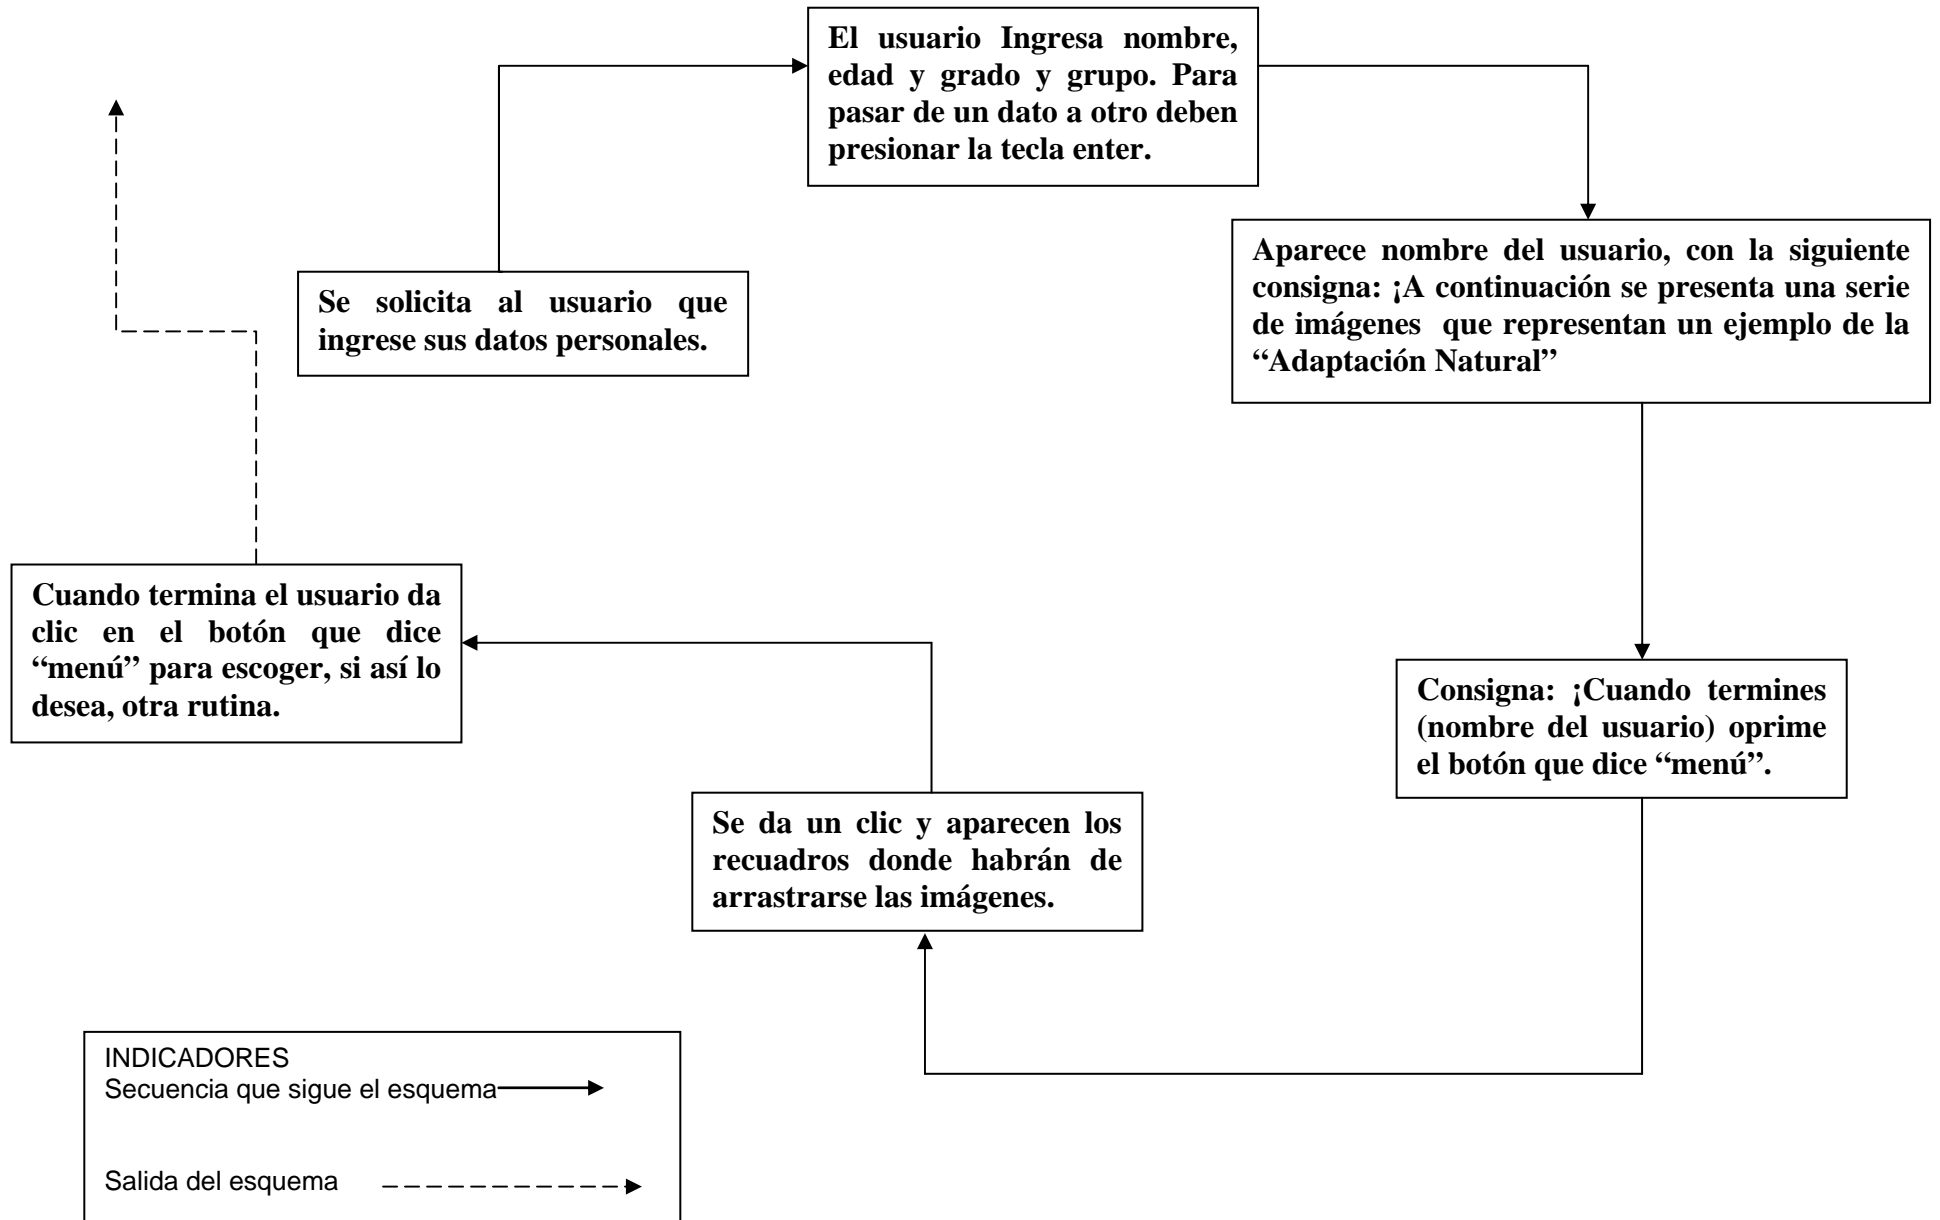 El usuario Ingresa nombre,
edad y grado y grupo. Para
pasar de un dato a otro deben
presionar la tecla enter.
Aparece nombre del usuario, con la siguiente
consigna: ¡A continuación se presenta una serie
de imágenes que representan un ejemplo de la
“Adaptación Natural”
Se solicita al usuario que
ingrese sus datos personales.
Cuando termina el usuario da
clic en el botón que dice
“menú” para escoger, si así lo
desea, otra rutina.
Consigna: ¡Cuando termines
(nombre del usuario) oprime
el botón que dice “menú”.
Se da un clic y aparecen los
recuadros donde habrán de
arrastrarse las imágenes.
INDICADORES
Secuencia que sigue el esquema
Salida del esquema